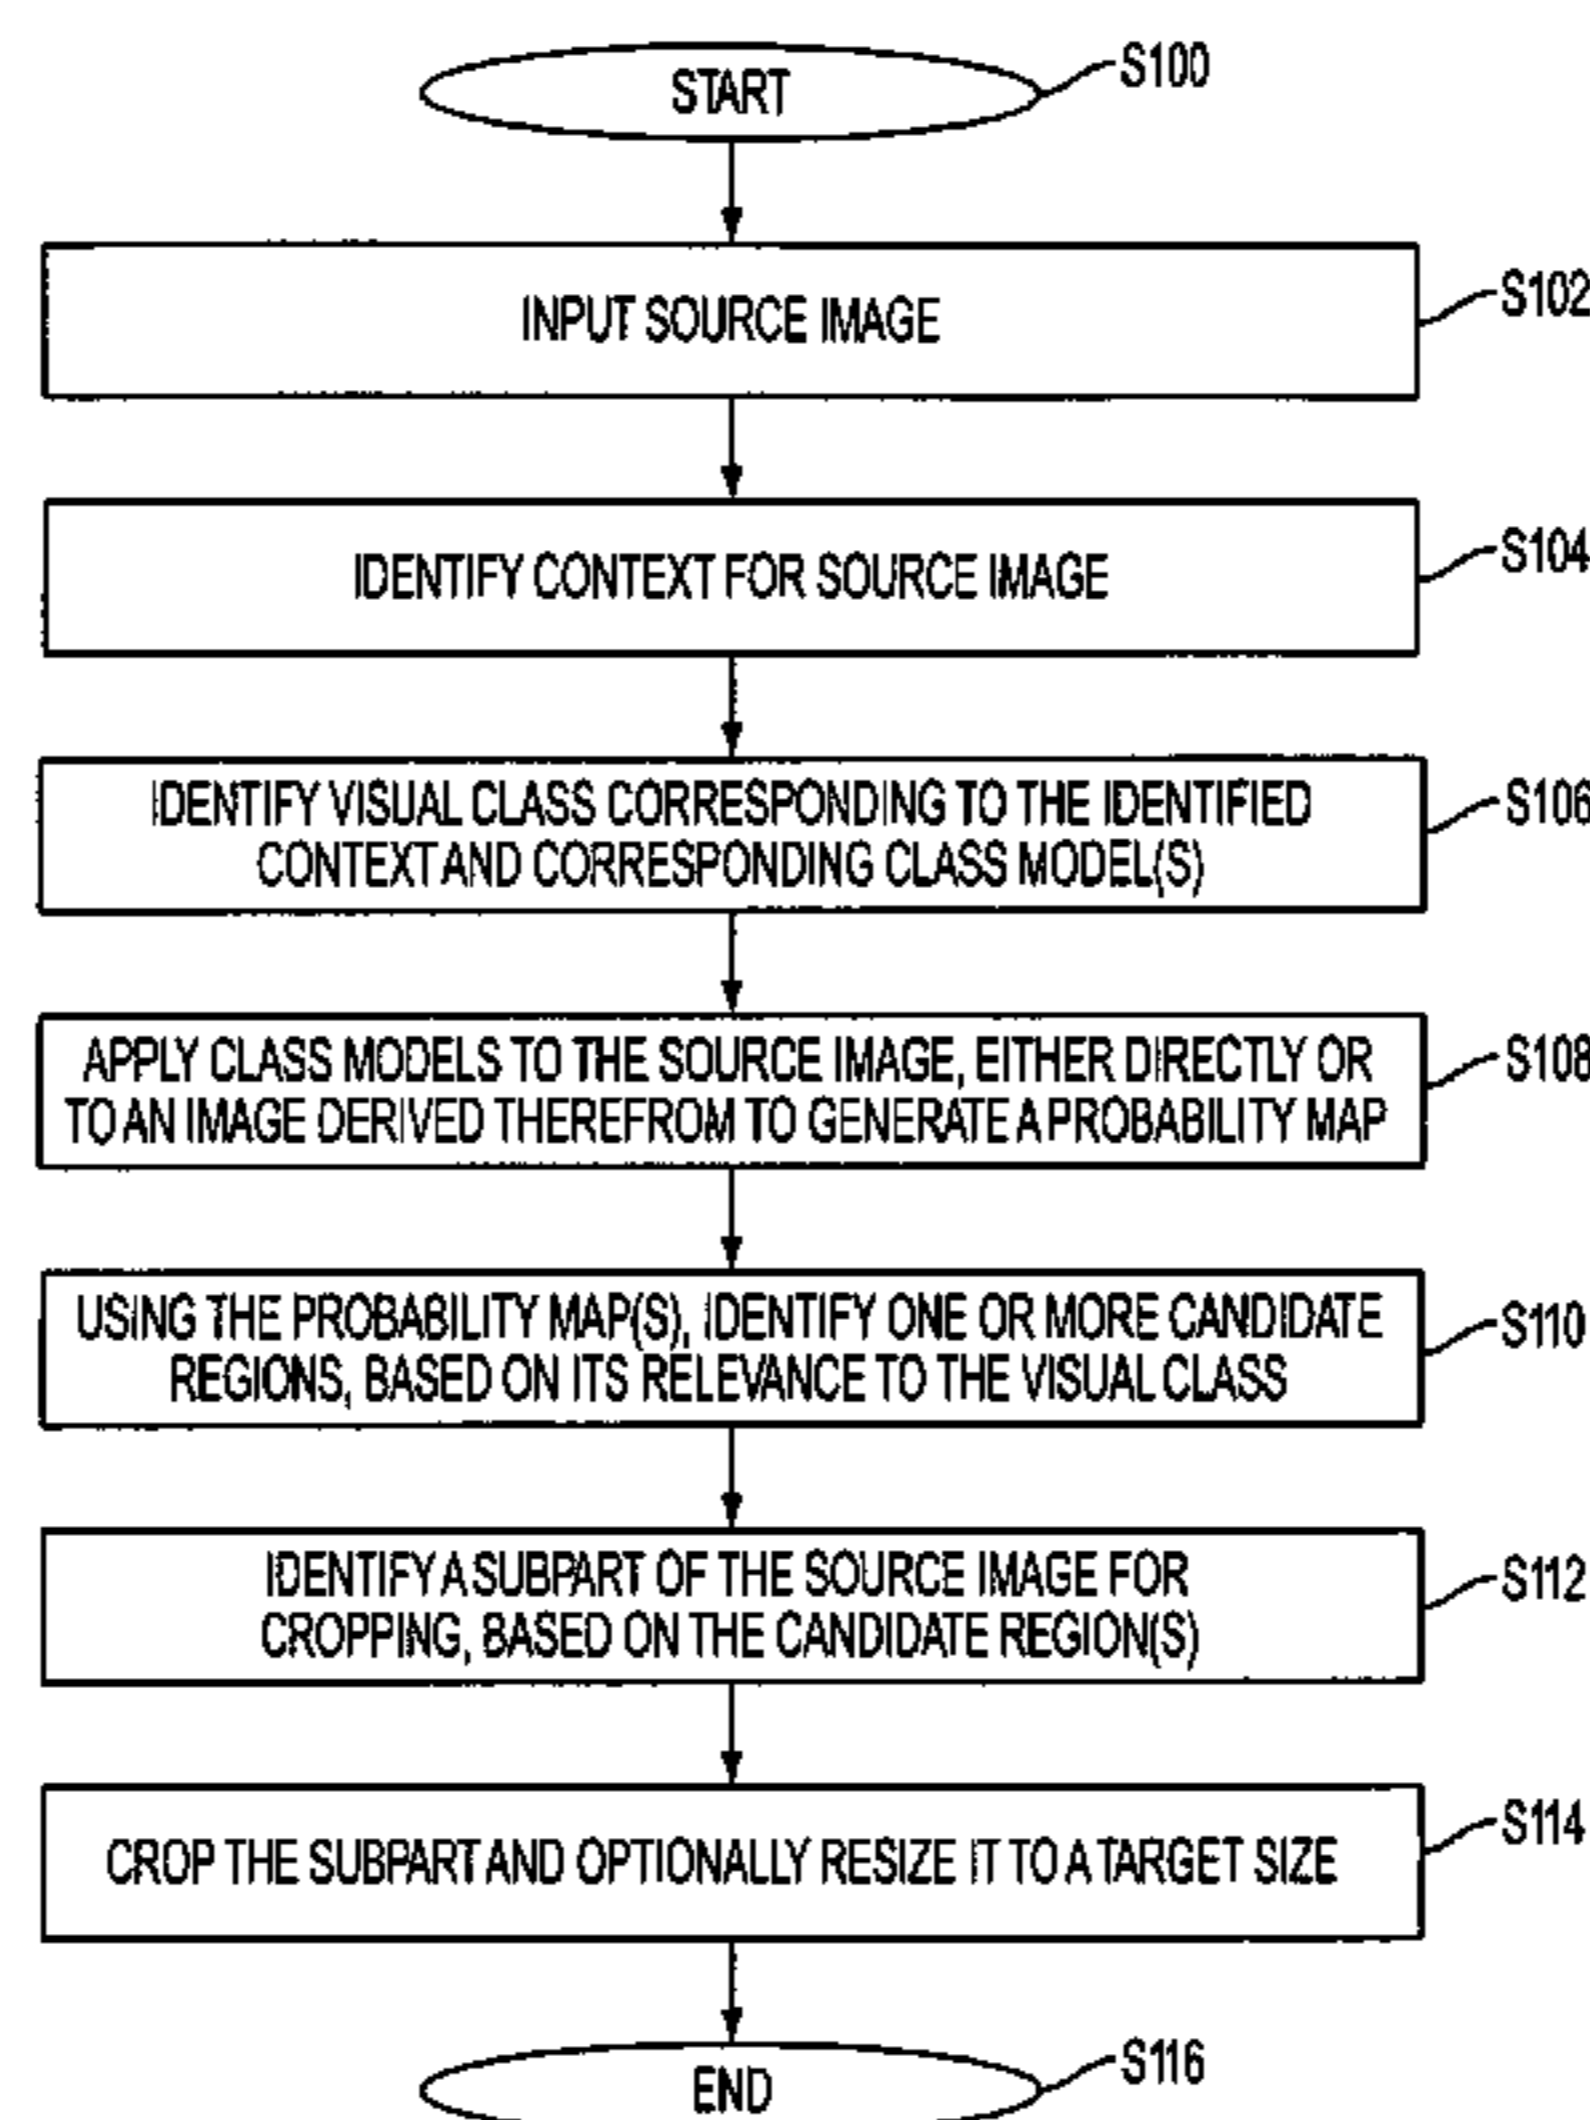 START
S100
INPUT SOURCE IMAGE
S102
IDENTIFY CONTEXT FOR SOURCE IMAGE
S104
IDENTIFY VISUAL CLASS CORRESPONDING TO THE IDENTIFIED
CONTEXT AND CORRESPONDING CLASS MODEL(S)
S106
APPLY CLASS MODELS TO THE SOURCE IMAGE, EITHER DIRECTLY OR
TO AN IMAGE DERIVED THEREFROM TO GENERATE A PROBABILITY MAP
S108
USING THE PROBABILITY MAP(S), IDENTIFY ONE OR MORE CANDIDATE
REGIONS, BASED ON ITS RELEVANCE TO THE VISUAL CLASS
S110
IDENTIFY A SUBPART OF THE SOURCE IMAGE FOR
CROPPING, BASED ON THE CANDIDATE REGION(S)
S112
CROP THE SUBPART AND OPTIONALLY RESIZE IT TO A TARGET SIZE
S114
END
S116